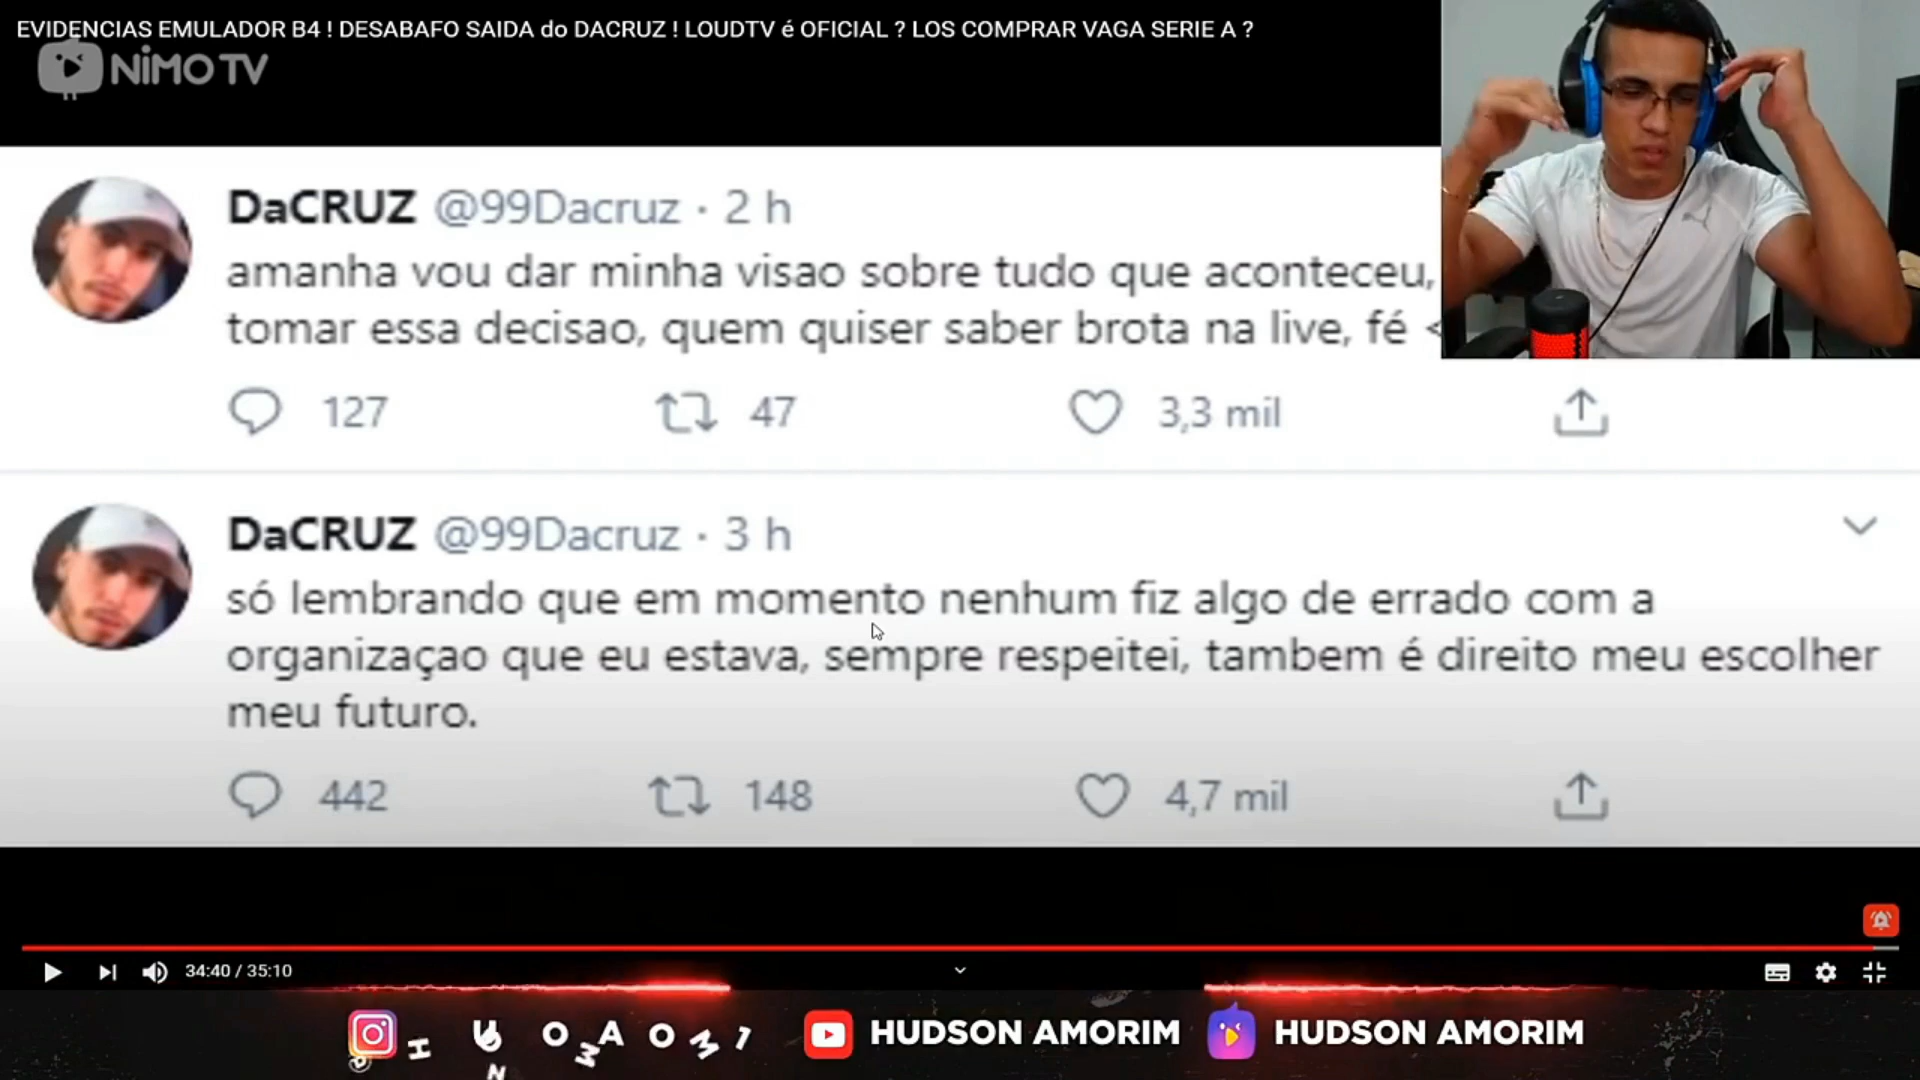 EVIDENCIAS EMULADOR B4 ! DESABAFO SAIDA do DACRUZ ! LOUDTV é OFICIAL ? LOS COMPRAR VAGA SERIE A ?
NIMO TV
DaCRUZ @99Dacruz · 2 h
amanha vou dar minha visao sobre tudo que aconteceu,
tomar essa decisao, quem quiser saber brota na live, fé <
127 47 3,3 mil
DaCRUZ @99Dacruz · 3 h
só lembrando que em momento nenhum fiz algo de errado com a
organizaçao que eu estava, sempre respeitei, tambem é direito meu escolher
meu futuro.
442 148 4,7 mil
34:40 / 35:10
HUDSON AMORIM HUDSON AMORIM